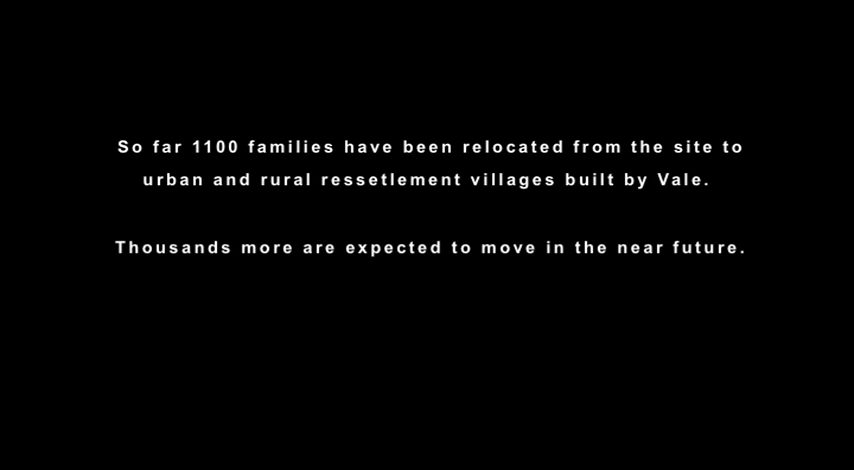 So far 1100 families have been relocated from the site to
urban and rural ressetlement villages built by Vale.
Thousands more are expected to move in the near future.